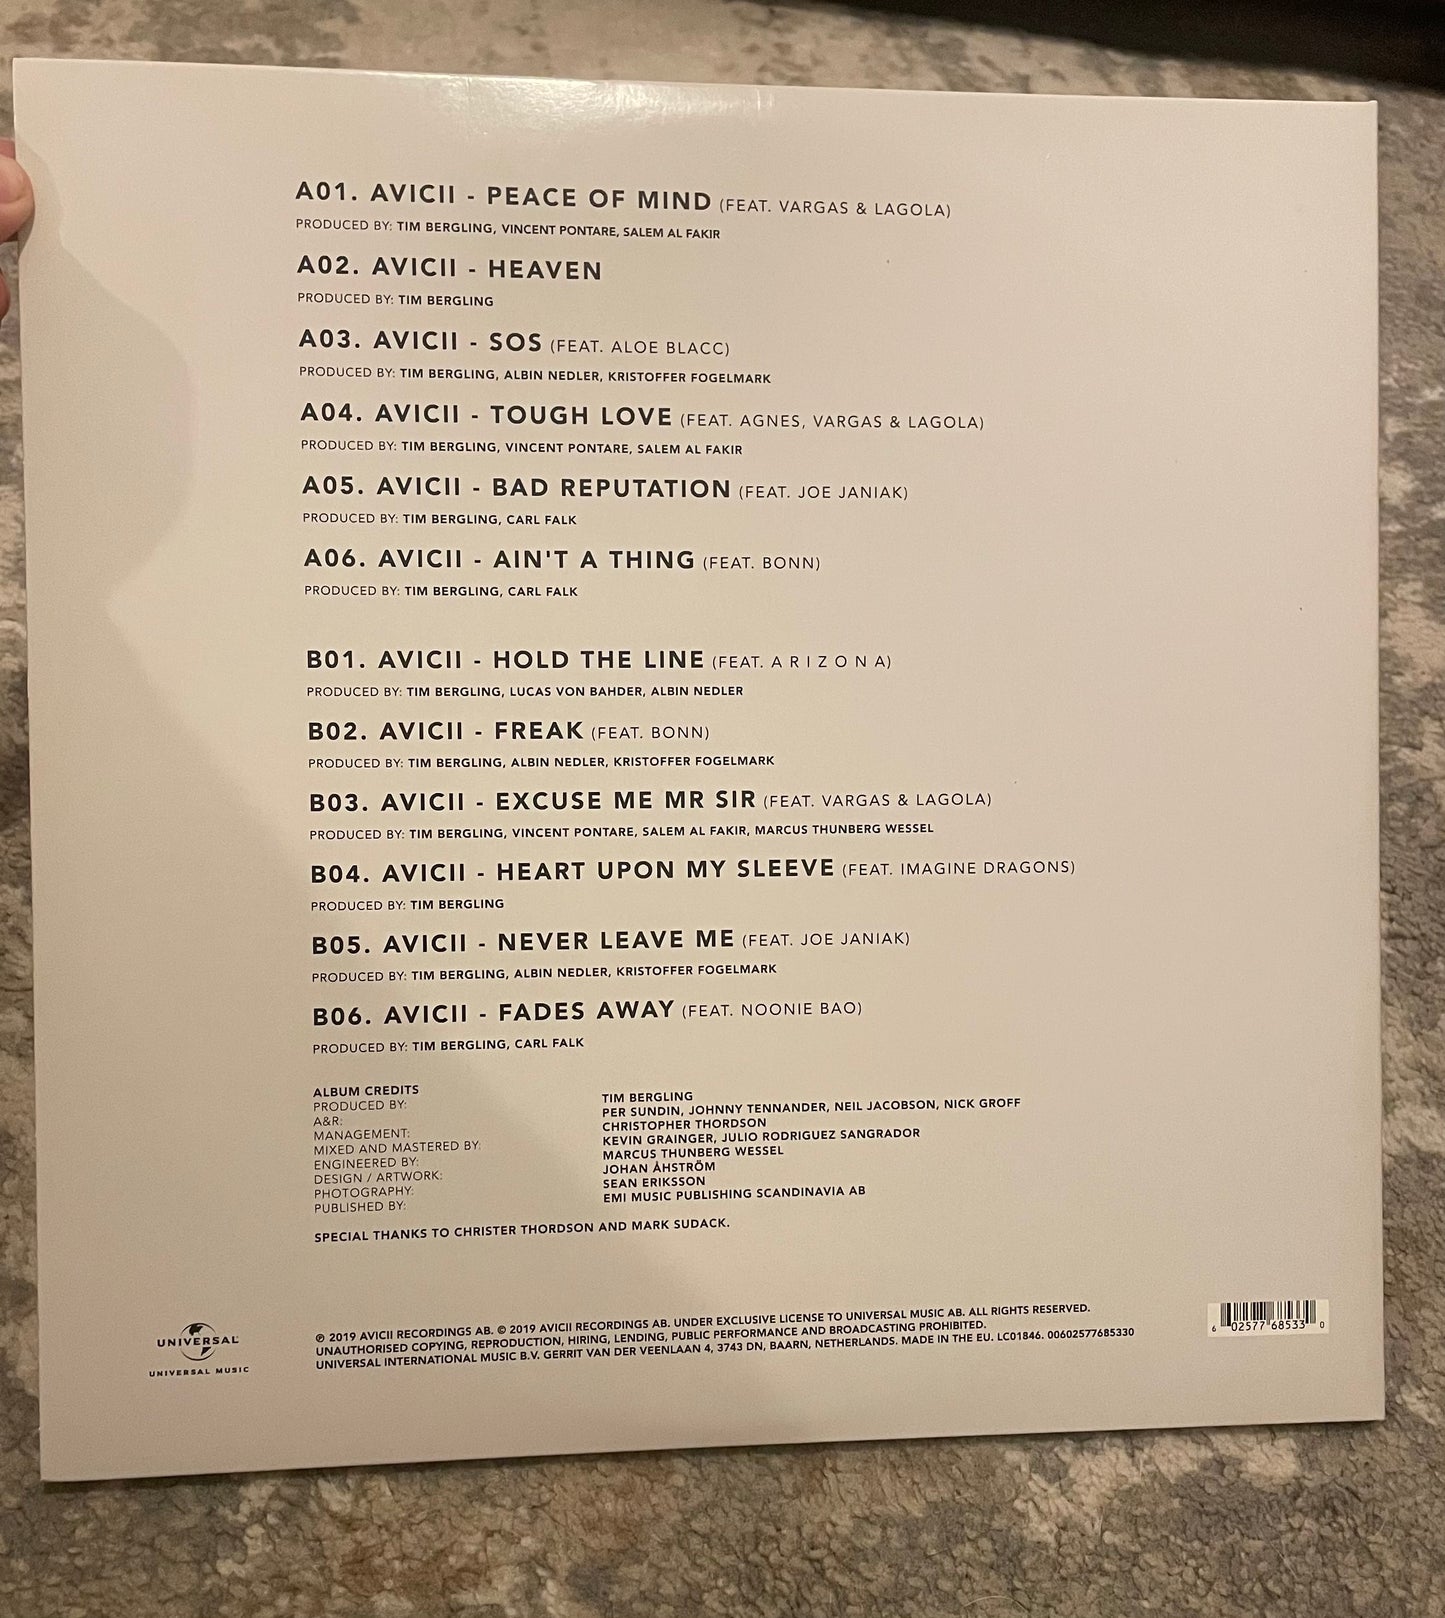 A01. AVICII - PEACE OF MIND (FEAT. VARGAS & LAGOLA)
PRODUCED BY: TIM BERGLING, VINCENT PONTARE, SALEM AL FAKIR
A02. AVICII - HEAVEN
PRODUCED BY: TIM BERGLING
A03. AVICII - SOS (FEAT. ALOE BLACC)
PRODUCED BY: TIM BERGLING, ALBIN NEDLER, KRISTOFFER FOGELMARK
A04. AVICII - TOUGH LOVE (FEAT. AGNES, VARGAS & LAGOLA)
PRODUCED BY: TIM BERGLING, VINCENT PONTARE, SALEM AL FAKIR
A05. AVICII - BAD REPUTATION (FEAT. JOE JANIAK)
PRODUCED BY: TIM BERGLING, CARL FALK
A06. AVICII - AIN'T A THING (FEAT. BONN)
PRODUCED BY: TIM BERGLING, CARL FALK
B01. AVICII - HOLD THE LINE (FEAT. A R I Z O N A)
PRODUCED BY: TIM BERGLING, LUCAS VON BAHDER, ALBIN NEDLER
B02. AVICII - FREAK (FEAT. BONN)
PRODUCED BY: TIM BERGLING, ALBIN NEDLER, KRISTOFFER FOGELMARK
B03. AVICII - EXCUSE ME MR SIR (FEAT. VARGAS & LAGOLA)
PRODUCED BY: TIM BERGLING, VINCENT PONTARE, SALEM AL FAKIR, MARCUS THUNBERG WESSEL
B04. AVICII - HEART UPON MY SLEEVE (FEAT. IMAGINE DRAGONS)
PRODUCED BY: TIM BERGLING
B05. AVICII - NEVER LEAVE ME (FEAT. JOE JANIAK)
PRODUCED BY: TIM BERGLING, ALBIN NEDLER, KRISTOFFER FOGELMARK
B06. AVICII - FADES AWAY (FEAT. NOONIE BAO)
PRODUCED BY: TIM BERGLING, CARL FALK
ALBUM CREDITS
PRODUCED BY: TIM BERGLING
A&R: PER SUNDIN, JOHNNY TENNANDER, NEIL JACOBSON, NICK GROFF
MANAGEMENT: CHRISTOPHER THORDSON
MIXED AND MASTERED BY: KEVIN GRAINGER, JULIO RODRIGUEZ SANGRADOR
ENGINEERED BY: MARCUS THUNBERG WESSEL
DESIGN / ARTWORK: JOHAN ÅHSTRÖM
PHOTOGRAPHY: SEAN ERIKSSON
PUBLISHED BY: EMI MUSIC PUBLISHING SCANDINAVIA AB
SPECIAL THANKS TO CHRISTER THORDSON AND MARK SUDACK.
UNIVERSAL
UNIVERSAL MUSIC
℗ 2019 AVICII RECORDINGS AB. © 2019 AVICII RECORDINGS AB. UNDER EXCLUSIVE LICENSE TO UNIVERSAL MUSIC AB. ALL RIGHTS RESERVED.
UNAUTHORISED COPYING, REPRODUCTION, HIRING, LENDING, PUBLIC PERFORMANCE AND BROADCASTING PROHIBITED.
UNIVERSAL INTERNATIONAL MUSIC B.V. GERRIT VAN DER VEENLAAN 4, 3743 DN, BAARN, NETHERLANDS. MADE IN THE EU. LC01846. 00602577685330
6 02577 68533 0